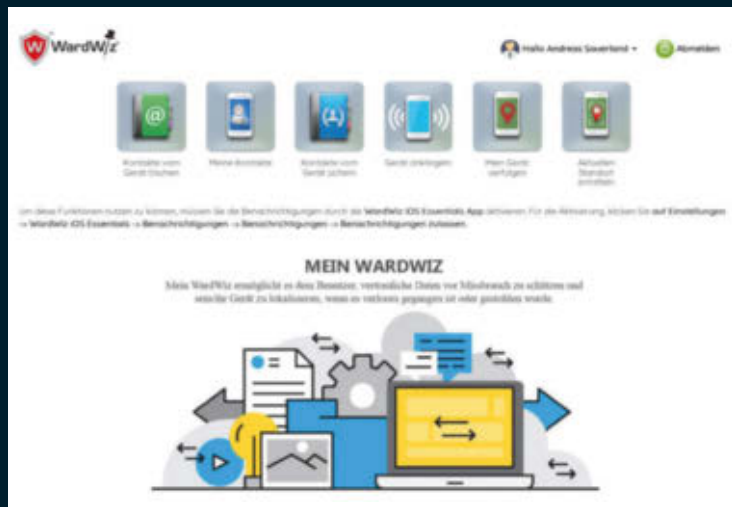 WardWiz
Hallo Andreas Sauerland
Abmelden
Kontakte vom
Gerät löschen
Meine Kontakte
Kontakte vom
Gerät sichern
Gerät anklingeln
Mein Gerät
verfolgen
Aktuellen
Standort
ermitteln
Um diese Funktionen nutzen zu können, müssen Sie die Benachrichtigungen durch die WardWiz iOS Essentials App aktivieren. Für die Aktivierung, klicken Sie auf Einstellungen
-> WardWiz iOS Essentials -> Benachrichtigungen -> Benachrichtigungen -> Benachrichtigungen zulassen.
MEIN WARDWIZ
Mein WardWiz ermöglicht es dem Benutzer, vertrauliche Daten vor Missbrauch zu schützen und
sein/ihr Gerät zu lokalisieren, wenn es verloren gegangen ist oder gestohlen wurde.